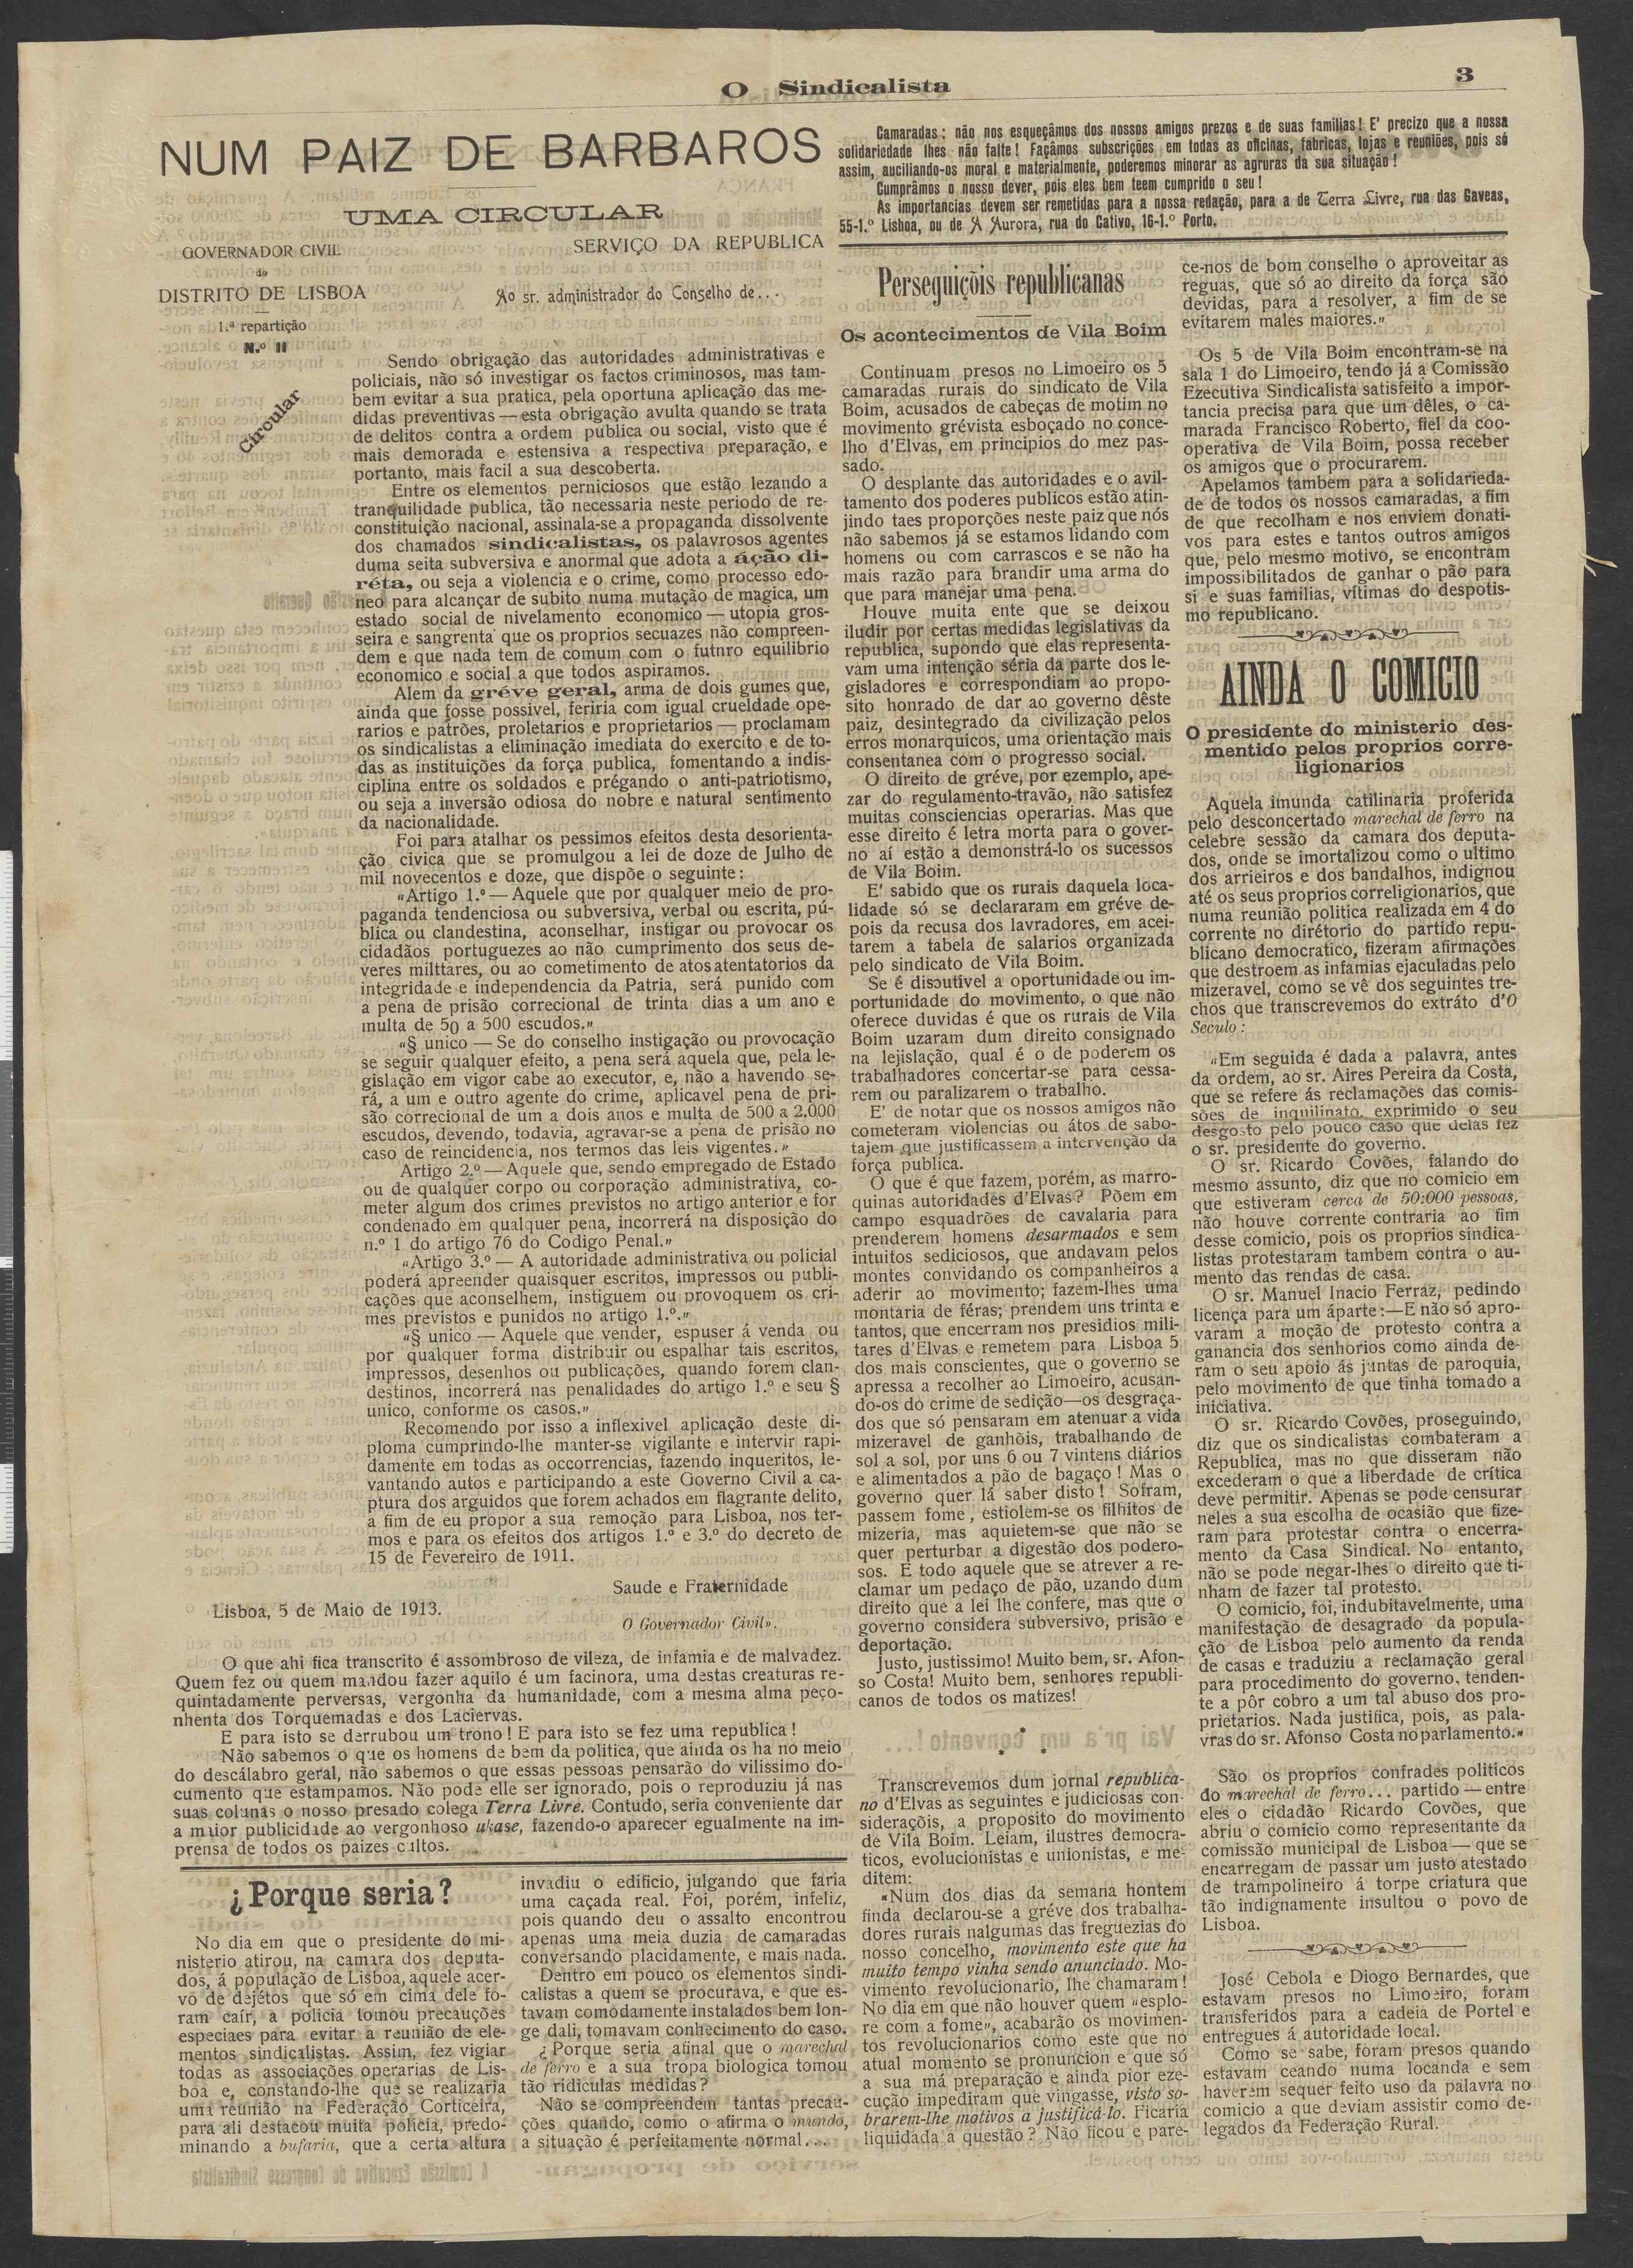 O Sindicalista
3
NUM PAIZ DE BARBAROS
UMA CIRCULAR
GOVERNADOR CIVIL
do
DISTRITO DE LISBOA
1.ª repartição
N.º 11
Circular
SERVIÇO DA REPUBLICA
Ao sr. administrador do Conselho de...
Sendo obrigação das autoridades administrativas e
policiais, não só investigar os factos criminosos, mas tam-
bem evitar a sua pratica, pela oportuna aplicação das me-
didas preventivas — esta obrigação avulta quando se trata
de delitos contra a ordem publica ou social, visto que é
mais demorada e estensiva a respectiva preparação, e
portanto, mais facil a sua descoberta.
Entre os elementos perniciosos que estão lezando a
tranquilidade publica, tão necessaria neste periodo de re-
constituição nacional, assinala-se a propaganda dissolvente
dos chamados sindicalistas, os palavrosos agentes
duma seita subversiva e anormal que adota a áção di-
réta, ou seja a violencia e o crime, como processo edo-
neo para alcançar de subito numa mutação de magica, um
estado social de nivelamento economico — utopia gros-
seira e sangrenta que os proprios secuazes não compreen-
dem e que nada tem de comum com o futnro equilibrio
economico e social a que todos aspiramos.
Alem da gréve geral, arma de dois gumes que,
ainda que fosse possivel, feriria com igual crueldade ope-
rarios e patrões, proletarios e proprietarios — proclamam
os sindicalistas a eliminação imediata do exercito e de to-
das as instituições da força publica, fomentando a indis-
ciplina entre os soldados e prégando o anti-patriotismo,
ou seja a inversão odiosa do nobre e natural sentimento
da nacionalidade.
Foi para atalhar os pessimos efeitos desta desorienta-
ção civica que se promulgou a lei de doze de Julho de
mil novecentos e doze, que dispõe o seguinte:
«Artigo 1.º — Aquele que por qualquer meio de pro-
paganda tendenciosa ou subversiva, verbal ou escrita, pú-
blica ou clandestina, aconselhar, instigar ou provocar os
cidadãos portuguezes ao não cumprimento dos seus de-
veres milttares, ou ao cometimento de atos atentatorios da
integridade e independencia da Patria, será punido com
a pena de prisão correcional de trinta dias a um ano e
multa de 50 a 500 escudos.»
«§ unico — Se do conselho instigação ou provocação
se seguir qualquer efeito, a pena será aquela que, pela le-
gislação em vigor cabe ao executor, e, não a havendo se-
rá, a um e outro agente do crime, aplicavel pena de pri-
são correcional de um a dois anos e multa de 500 a 2.000
escudos, devendo, todavia, agravar-se a pena de prisão no
caso de reincidencia, nos termos das leis vigentes.»
Artigo 2.º — Aquele que, sendo empregado de Estado
ou de qualquer corpo ou corporação administrativa, co-
meter algum dos crimes previstos no artigo anterior e for
condenado em qualquer pena, incorrerá na disposição do
n.º 1 do artigo 76 do Codigo Penal.»
«Artigo 3.º — A autoridade administrativa ou policial
poderá apreender quaisquer escritos, impressos ou publi-
cações que aconselhem, instiguem ou provoquem os cri-
mes previstos e punidos no artigo 1.º.»
«§ unico — Aquele que vender, espuser á venda ou
por qualquer forma distribuir ou espalhar tais escritos,
impressos, desenhos ou publicações, quando forem clan-
destinos, incorrerá nas penalidades do artigo 1.º e seu §
unico, conforme os casos.»
Recomendo por isso a inflexivel aplicação deste di-
ploma cumprindo-lhe manter-se vigilante e intervir rapi-
damente em todas as occorrencias, fazendo inqueritos, le-
vantando autos e participando a este Governo Civil a ca-
ptura dos arguidos que forem achados em flagrante delito,
a fim de eu propor a sua remoção para Lisboa, nos ter-
mos e para os efeitos dos artigos 1.º e 3.º do decreto de
15 de Fevereiro de 1911.
Saude e Fraternidade
Lisboa, 5 de Maio de 1913.
O Governador Civil».
O que ahi fica transcrito é assombroso de vileza, de infamia e de malvadez.
Quem fez ou quem mandou fazer aquilo é um facinora, uma destas creaturas re-
quintadamente perversas, vergonha da humanidade, com a mesma alma peço-
nhenta dos Torquemadas e dos Laciervas.
E para isto se derrubou um trono! E para isto se fez uma republica!
Não sabemos o que os homens de bem da politica, que ainda os ha no meio
do descálabro geral, não sabemos o que essas pessoas pensarão do vilissimo do-
cumento que estampamos. Não pode elle ser ignorado, pois o reproduziu já nas
suas colunas o nosso presado colega Terra Livre. Contudo, seria conveniente dar
a maior publicidade ao vergonhoso ukase, fazendo-o aparecer egualmente na im-
prensa de todos os paizes cultos.
¿Porque seria?
No dia em que o presidente do mi-
nisterio atirou, na camara dos deputa-
dos, á população de Lisboa, aquele acer-
vo de dejétos que só em cima dele fo-
ram caír, a policia tomou precauções
especiaes para evitar a reunião de ele-
mentos sindicalistas. Assim, fez vigiar
todas as associações operarias de Lis-
boa e, constando-lhe que se realizaria
uma reunião na Federação Corticeira,
para ali destacou muita policia, predo-
minando a bufaria, que a certa altura
invadiu o edificio, julgando que faria
uma caçada real. Foi, porém, infeliz,
pois quando deu o assalto encontrou
apenas uma meia duzia de camaradas
conversando placidamente, e mais nada.
Dentro em pouco os elementos sindi-
calistas a quem se procurava, e que es-
tavam comodamente instalados bem lon-
ge dali, tomavam conhecimento do caso.
¿Porque seria afinal que o marechal
de ferro e a sua tropa biologica tomou
tão ridiculas medidas?
Não se compreendem tantas precau-
ções quando, como o afirma o mundo,
a situação é perfeitamente normal...
Camaradas: não nos esqueçâmos dos nossos amigos prezos e de suas familias! E' precizo que a nossa
solidariedade lhes não falte! Façâmos subscrições em todas as oficinas, fabricas, lojas e reuniões, pois só
assim, auciliando-os moral e materialmente, poderemos minorar as agruras da sua situação!
Cumprâmos o nosso dever, pois eles bem teem cumprido o seu!
As importancias devem ser remetidas para a nossa redação, para a de Terra Livre, rua das Gaveas,
55-1.º Lisboa, ou de A Aurora, rua do Cativo, 16-1.º Porto.
Perseguiçõis republicanas
Os acontecimentos de Vila Boim
Continuam presos no Limoeiro os 5
camaradas rurais do sindicato de Vila
Boim, acusados de cabeças de motim no
movimento grévista esboçado no conce-
lho d'Elvas, em principios do mez pas-
sado.
O desplante das autoridades e o avil-
tamento dos poderes publicos estão atin-
jindo taes proporções neste paiz que nós
não sabemos já se estamos lidando com
homens ou com carrascos e se não ha
mais razão para brandir uma arma do
que para manejar uma pena.
Houve muita ente que se deixou
iludir por certas medidas legislativas da
republica, supondo que elas representa-
vam uma intenção séria da parte dos le-
gisladores e correspondiam ao propo-
sito honrado de dar ao governo dêste
paiz, desintegrado da civilização pelos
erros monarquicos, uma orientação mais
consentanea com o progresso social.
O direito de gréve, por ezemplo, ape-
zar do regulamento-travão, não satisfez
muitas consciencias operarias. Mas que
esse direito é letra morta para o gover-
no aí estão a demonstrá-lo os sucessos
de Vila Boim.
E' sabido que os rurais daquela loca-
lidade só se declararam em gréve de-
pois da recusa dos lavradores, em acei-
tarem a tabela de salarios organizada
pelo sindicato de Vila Boim.
Se é disoutivel a oportunidade ou im-
portunidade do movimento, o que não
oferece duvidas é que os rurais de Vila
Boim uzaram dum direito consignado
na lejislação, qual é o de poderem os
trabalhadores concertar-se para cessa-
rem ou paralizarem o trabalho.
E' de notar que os nossos amigos não
cometeram violencias ou átos de sabo-
tajem que justificassem a intervenção da
força publica.
O que é que fazem, porém, as marro-
quinas autoridades d'Elvas? Põem em
campo esquadrões de cavalaria para
prenderem homens desarmados e sem
intuitos sediciosos, que andavam pelos
montes convidando os companheiros a
aderir ao movimento; fazem-lhes uma
montaria de féras; prendem uns trinta e
tantos, que encerram nos presidios mili-
tares d'Elvas e remetem para Lisboa 5
dos mais conscientes, que o governo se
apressa a recolher ao Limoeiro, acusan-
do-os do crime de sedição—os desgraça-
dos que só pensaram em atenuar a vida
mizeravel de ganhõis, trabalhando de
sol a sol, por uns 6 ou 7 vintens diários
e alimentados a pão de bagaço! Mas o
governo quer lá saber disto! Sofram,
passem fome, estiolem-se os filhitos de
mizeria, mas aquietem-se que não se
quer perturbar a digestão dos podero-
sos. E todo aquele que se atrever a re-
clamar um pedaço de pão, uzando dum
direito que a lei lhe confere, mas que o
governo considera subversivo, prisão e
deportação.
Justo, justissimo! Muito bem, sr. Afon-
so Costa! Muito bem, senhores republi-
canos de todos os matizes!
*
* *
Transcrevemos dum jornal republica-
no d'Elvas as seguintes e judiciosas con-
sideraçõis, a proposito do movimento
de Vila Boim. Leiam, ilustres democra-
ticos, evolucionistas e unionistas, e me-
ditem:
«Num dos dias da semana hontem
finda declarou-se a gréve dos trabalha-
dores rurais nalgumas das freguezias do
nosso concelho, movimento este que ha
muito tempo vinha sendo anunciado. Mo-
vimento revolucionario, lhe chamaram!
No dia em que não houver quem «esplo-
re com a fome», acabarão os movimen-
tos revolucionarios como este que no
atual momento se pronuncion e que só
a sua má preparação e ainda pior eze-
cução impediram que vingasse, visto so-
brarem-lhe motivos a justificá-lo. Ficaria
liquidada a questão? Não ficou e pare-
ce-nos de bom conselho o aproveitar as
reguas, que só ao direito da força são
devidas, para a resolver, a fim de se
evitarem males maiores.»
Os 5 de Vila Boim encontram-se na
sala 1 do Limoeiro, tendo já a Comissão
Ezecutiva Sindicalista satisfeito a impor-
tancia precisa para que um dêles, o ca-
marada Francisco Roberto, fiel da coo-
operativa de Vila Boim, possa receber
os amigos que o procurarem.
Apelamos tambem para a solidarieda-
de de todos os nossos camaradas, a fim
de que recolham e nos enviem donati-
vos para estes e tantos outros amigos
que, pelo mesmo motivo, se encontram
impossibilitados de ganhar o pão para
si e suas familias, vítimas do despotis-
mo republicano.
AINDA O COMICIO
O presidente do ministerio des-
mentido pelos proprios corre-
ligionarios
Aquela imunda catilinaria proferida
pelo desconcertado marechal de ferro na
celebre sessão da camara dos deputa-
dos, onde se imortalizou como o ultimo
dos arrieiros e dos bandalhos, indignou
até os seus proprios correligionarios, que
numa reunião politica realizada em 4 do
corrente no dirétorio do partido repu-
blicano democratico, fizeram afirmações
que destroem as infamias ejaculadas pelo
mizeravel, como se vê dos seguintes tre-
chos que transcrevemos do extráto d'O
Seculo:
«Em seguida é dada a palavra, antes
da ordem, ao sr. Aires Pereira da Costa,
que se refere ás reclamações das comis-
sões de inquilinato, exprimido o seu
desgosto pelo pouco caso que delas fez
o sr. presidente do governo.
O sr. Ricardo Covões, falando do
mesmo assunto, diz que no comicio em
que estiveram cerca de 50:000 pessoas,
não houve corrente contraria ao fim
desse comicio, pois os proprios sindica-
listas protestaram tambem contra o au-
mento das rendas de casa.
O sr. Manuel Inacio Ferraz, pedindo
licença para um áparte:—E não só apro-
varam a moção de protesto contra a
ganancia dos senhorios como ainda de-
ram o seu apoio ás juntas de paroquia,
pelo movimento de que tinha tomado a
iniciativa.
O sr. Ricardo Covões, proseguindo,
diz que os sindicalistas combateram a
Republica, mas no que disseram não
excederam o que a liberdade de crítica
deve permitir. Apenas se pode censurar
neles a sua escolha de ocasião que fize-
ram para protestar contra o encerra-
mento da Casa Sindical. No entanto,
não se pode negar-lhes o direito que ti-
nham de fazer tal protesto.
O comicio, foi, indubitavelmente, uma
manifestação de desagrado da popula-
ção de Lisboa pelo aumento da renda
de casas e traduziu a reclamação geral
para procedimento do governo, tenden-
te a pôr cobro a um tal abuso dos pro-
prietarios. Nada justifica, pois, as pala-
vras do sr. Afonso Costa no parlamento.»
São os proprios confrades politicos
do marechal de ferro... partido — entre
eles o cidadão Ricardo Covões, que
abriu o comicio como representante da
comissão municipal de Lisboa — que se
encarregam de passar um justo atestado
de trampolineiro á torpe criatura que
tão indignamente insultou o povo de
Lisboa.
José Cebola e Diogo Bernardes, que
estavam presos no Limoeiro, foram
transferidos para a cadeia de Portel e
entregues á autoridade local.
Como se sabe, foram presos quando
estavam ceando numa locanda e sem
haverem sequer feito uso da palavra no
comicio a que deviam assistir como de-
legados da Federação Rural.